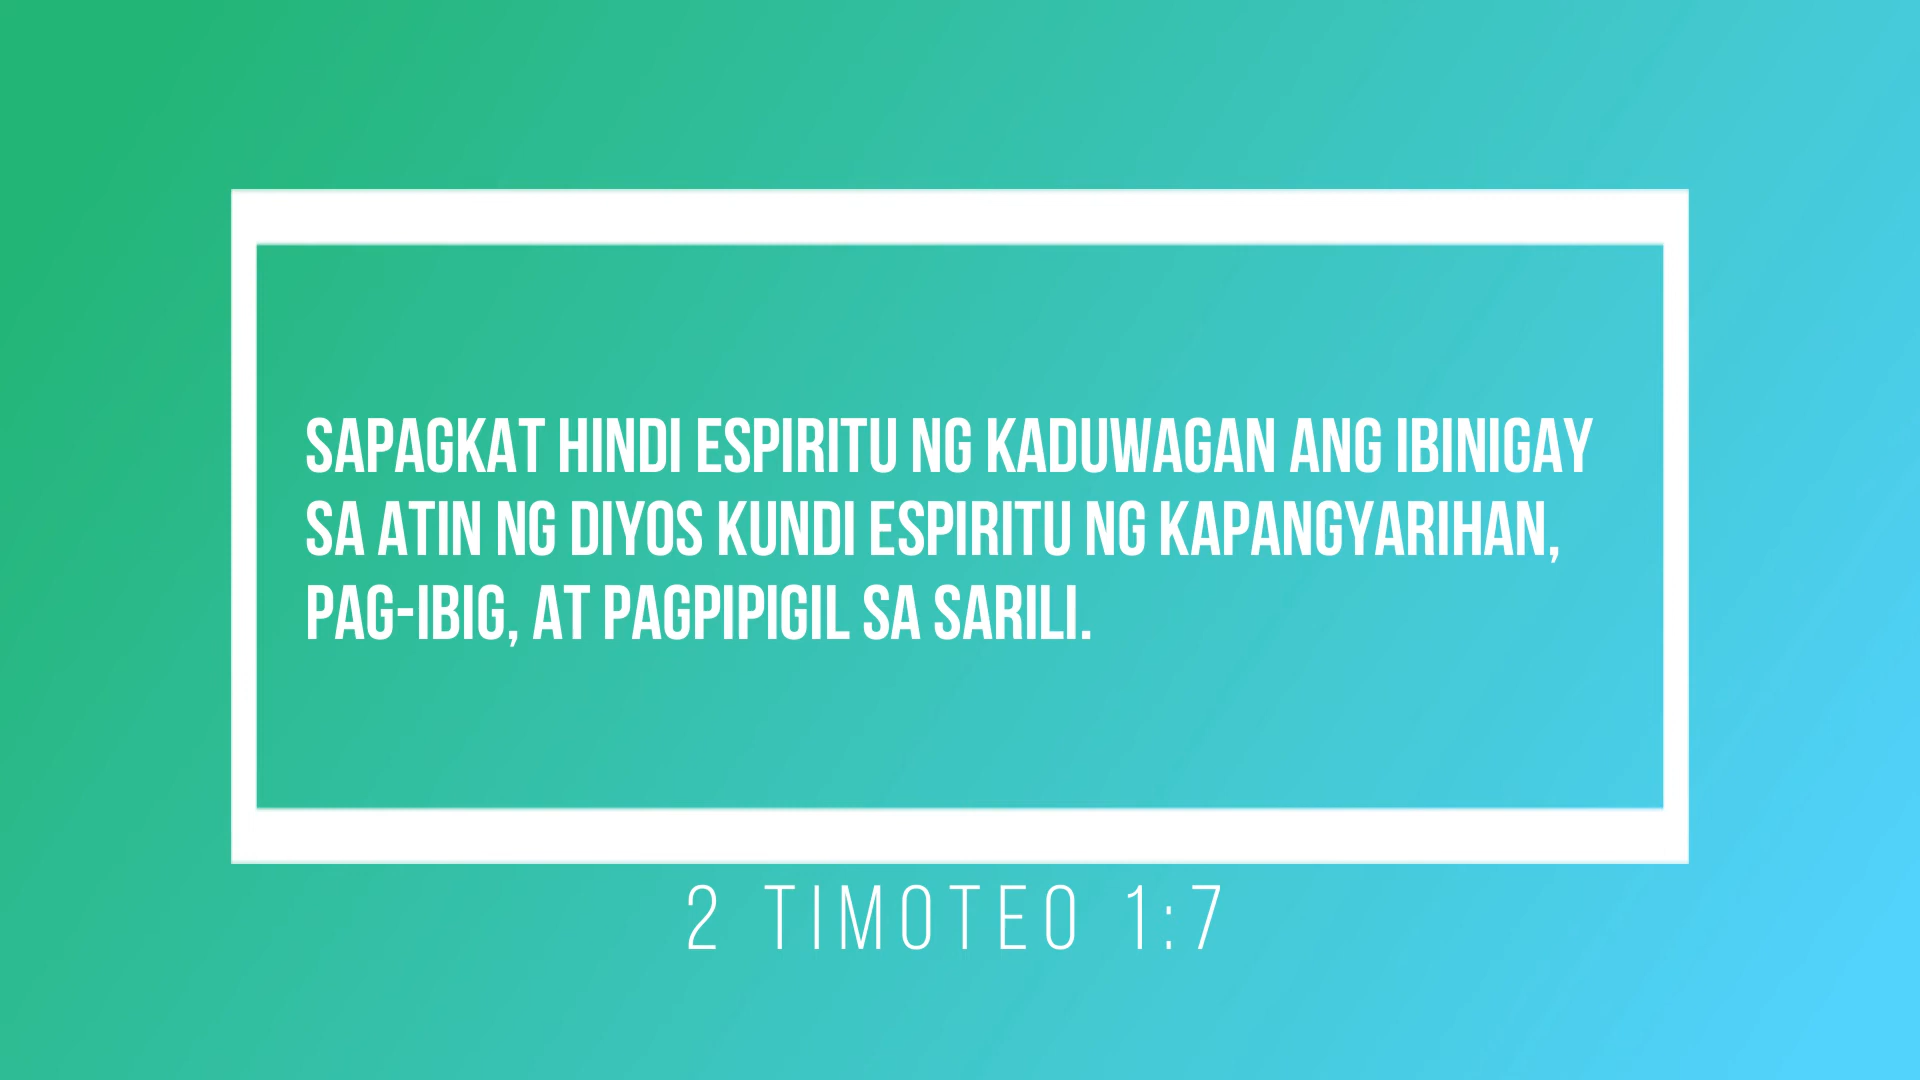 SAPAGKAT HINDI ESPIRITU NG KADUWAGAN ANG IBINIGAY
SA ATIN NG DIYOS KUNDI ESPIRITU NG KAPANGYARIHAN,
PAG-IBIG, AT PAGPIPIGIL SA SARILI.
2 TIMOTEO 1:7